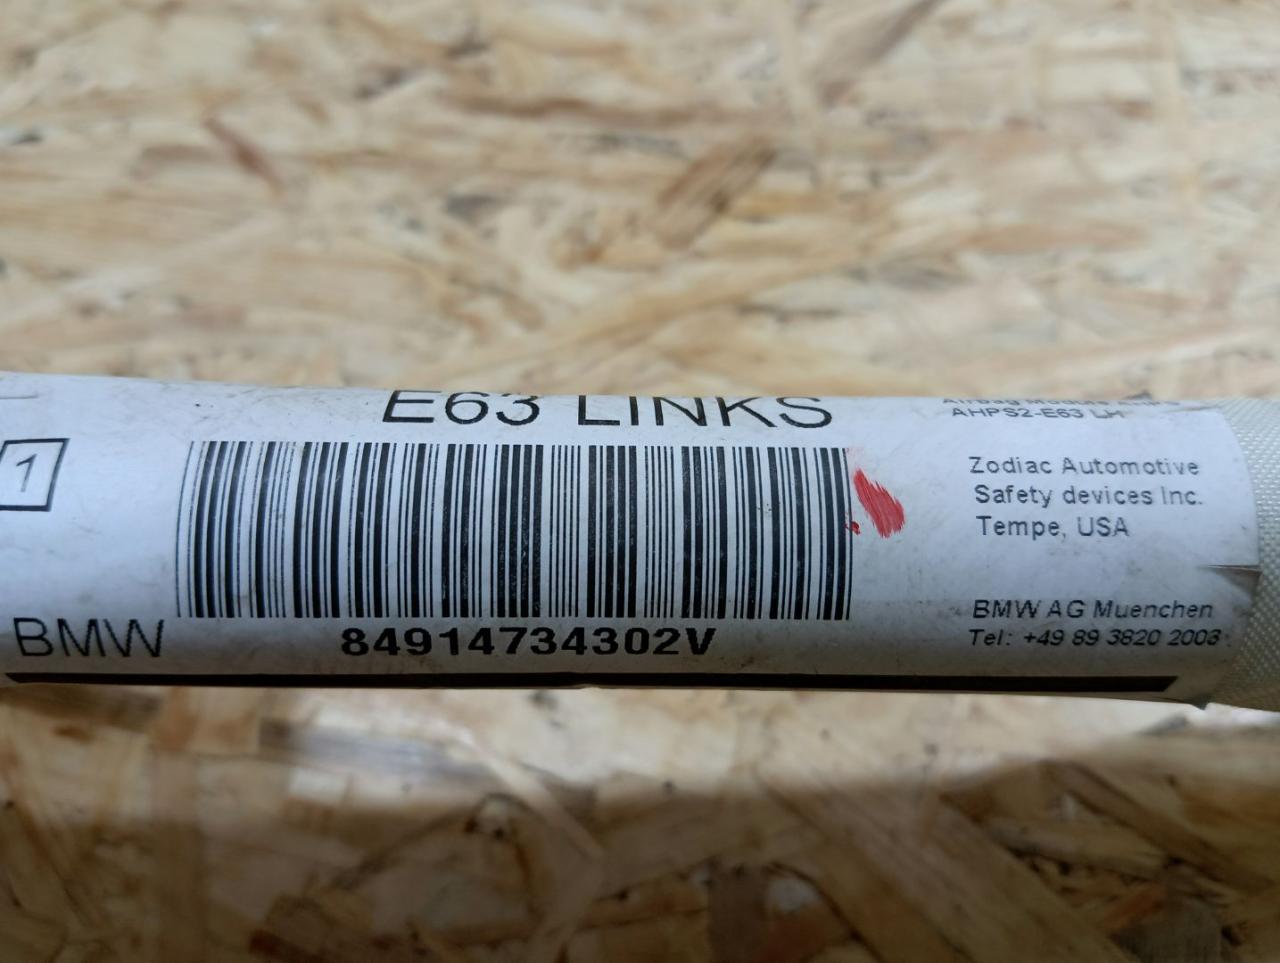 E63 LINKS
1
BMW
84914734302V
Airbag
AHPS2-E63 LH
Zodiac Automotive
Safety devices Inc.
Tempe, USA
BMW AG Muenchen
Tel: +49 89 3820 2003